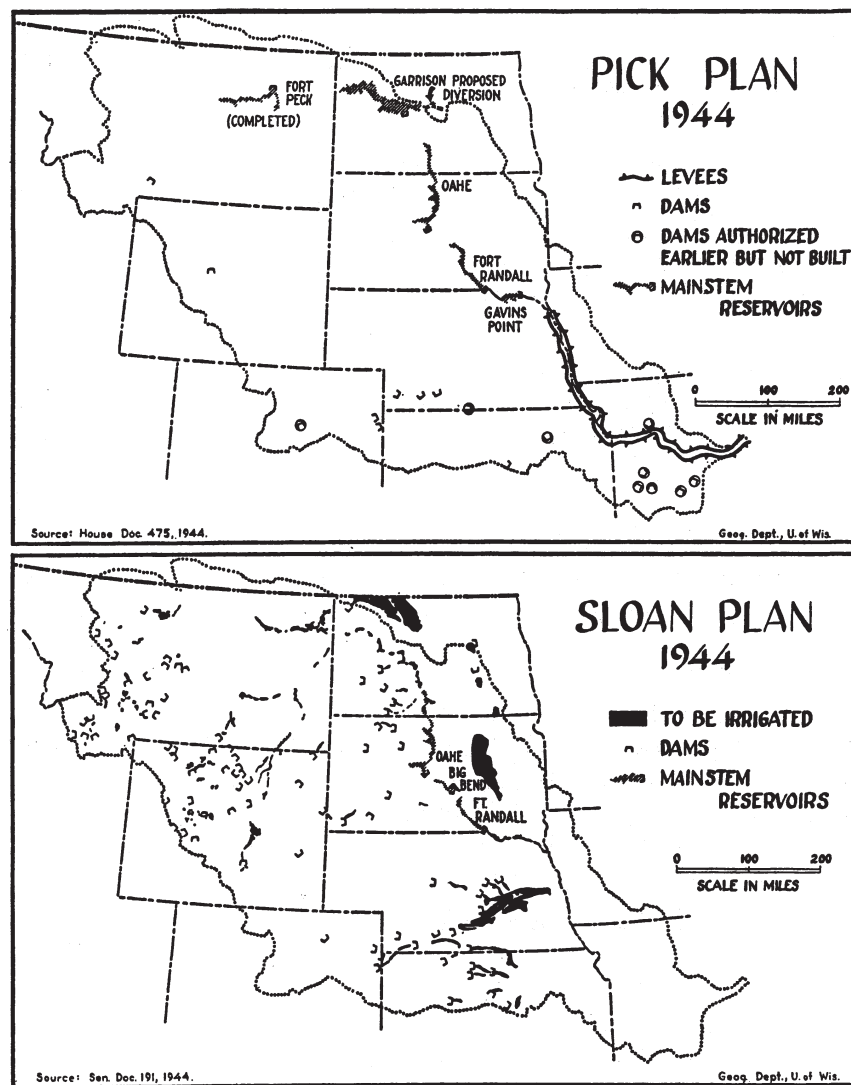 PICK PLAN
1944
FORT
PECK
(COMPLETED)
GARRISON PROPOSED
DIVERSION
OAHE
FORT
RANDALL
GAVINS
POINT
LEVEES
DAMS
DAMS AUTHORIZED
EARLIER BUT NOT BUILT
MAINSTEM
RESERVOIRS
0 100 200
SCALE IN MILES
Source: House Doc. 475, 1944.
Geog. Dept., U. of Wis.
SLOAN PLAN
1944
TO BE IRRIGATED
DAMS
MAINSTEM
RESERVOIRS
OAHE
BIG
BEND
FT.
RANDALL
0 100 200
SCALE IN MILES
Source: Sen. Doc. 191, 1944.
Geog. Dept., U. of Wis.